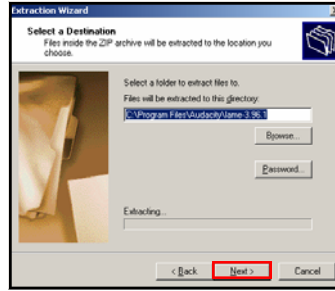 Extraction Wizard
Select a Destination
Files inside the ZIP archive will be extracted to the location you
choose.
Select a folder to extract files to.
Files will be extracted to this directory:
C:\Program Files\Audacity\lame-3.96.1
Browse...
Password...
Extracting...
< Back Next > Cancel